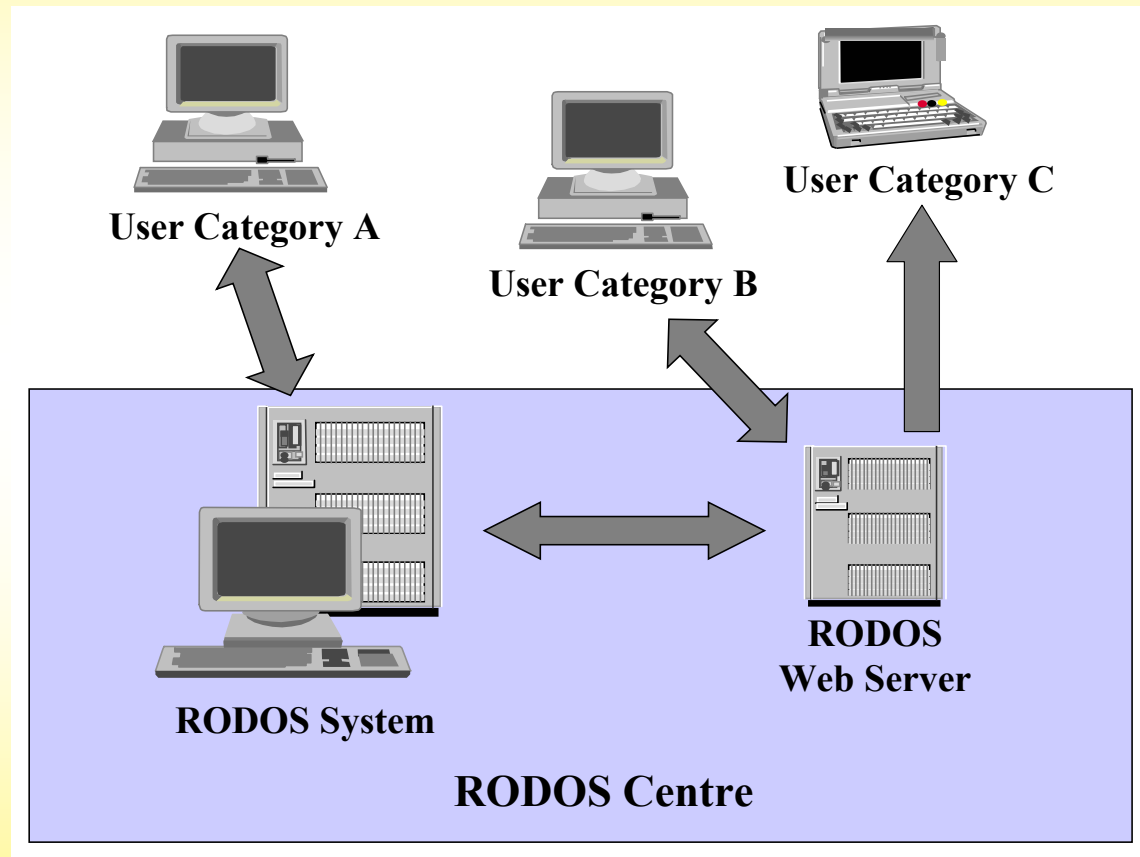 User Category A
User Category B
User Category C
RODOS System
RODOS
Web Server
RODOS Centre